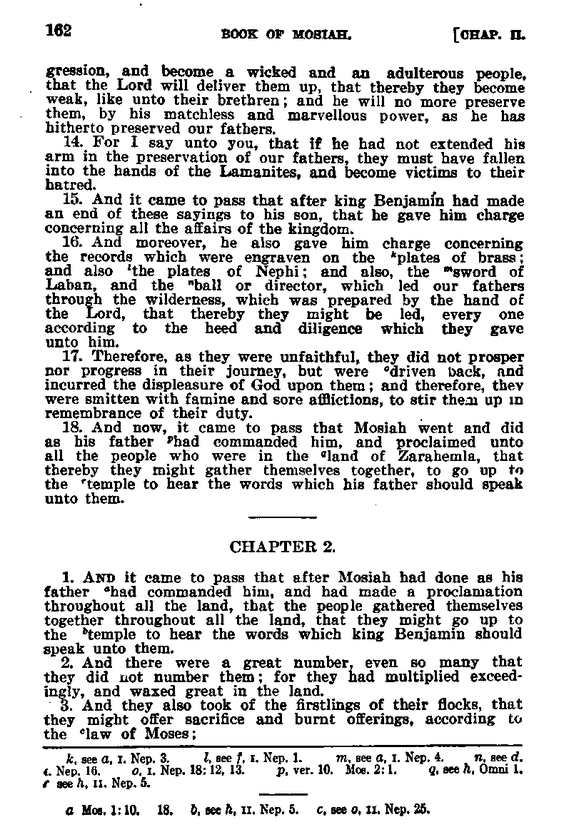 162 BOOK OF MOSIAH. [CHAP. II.
gression, and become a wicked and an adulterous people,
that the Lord will deliver them up, that thereby they become
weak, like unto their brethren; and he will no more preserve
them, by his matchless and marvellous power, as he has
hitherto preserved our fathers.
14. For I say unto you, that if he had not extended his
arm in the preservation of our fathers, they must have fallen
into the hands of the Lamanites, and become victims to their
hatred.
15. And it came to pass that after king Benjamin had made
an end of these sayings to his son, that he gave him charge
concerning all the affairs of the kingdom.
16. And moreover, he also gave him charge concerning
the records which were engraven on the kplates of brass;
and also lthe plates of Nephi; and also, the msword of
Laban, and the nball or director, which led our fathers
through the wilderness, which was prepared by the hand of
the Lord, that thereby they might be led, every one
according to the heed and diligence which they gave
unto him.
17. Therefore, as they were unfaithful, they did not prosper
nor progress in their journey, but were odriven back, and
incurred the displeasure of God upon them; and therefore, they
were smitten with famine and sore afflictions, to stir them up in
remembrance of their duty.
18. And now, it came to pass that Mosiah went and did
as his father phad commanded him, and proclaimed unto
all the people who were in the qland of Zarahemla, that
thereby they might gather themselves together, to go up to
the rtemple to hear the words which his father should speak
unto them.
CHAPTER 2.
1. AND it came to pass that after Mosiah had done as his
father ahad commanded him, and had made a proclamation
throughout all the land, that the people gathered themselves
together throughout all the land, that they might go up to
the btemple to hear the words which king Benjamin should
speak unto them.
2. And there were a great number, even so many that
they did not number them; for they had multiplied exceed-
ingly, and waxed great in the land.
3. And they also took of the firstlings of their flocks, that
they might offer sacrifice and burnt offerings, according to
the claw of Moses;
k, see a, I. Nep. 3. l, see f, I. Nep. 1. m, see a, I. Nep. 4. n, see d,
I. Nep. 16. o, I. Nep. 18:12, 13. p, ver. 10. Mos. 2:1. q, see h, Omni 1.
r see h, II. Nep. 5.
a Mos. 1:10, 18. b, see h, II. Nep. 5. c, see o, II. Nep. 25.